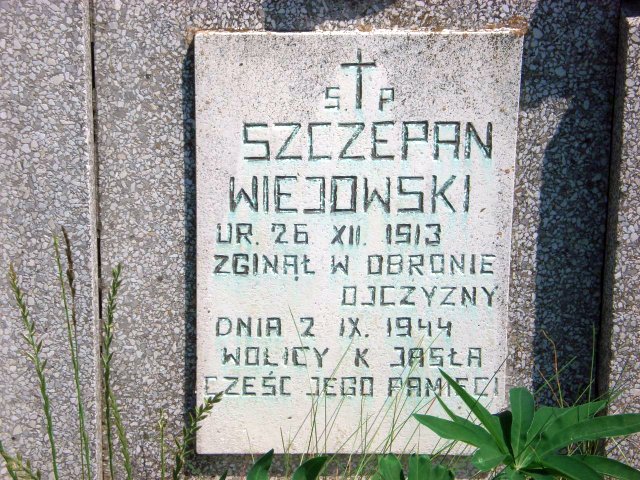 S. P
SZCZEPAN
WIEJOWSKI
UR. 26 XII. 1913
ZGINĄŁ W OBRONIE
OJCZYZNY
DNIA 2 IX. 1944
WOLICY K JASŁA
CZEŚĆ JEGO PAMIĘCI